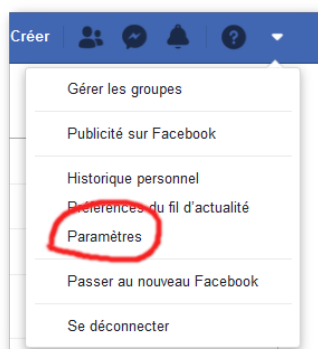 Créer
Gérer les groupes
Publicité sur Facebook
Historique personnel
Préférences du fil d'actualité
Paramètres
Passer au nouveau Facebook
Se déconnecter